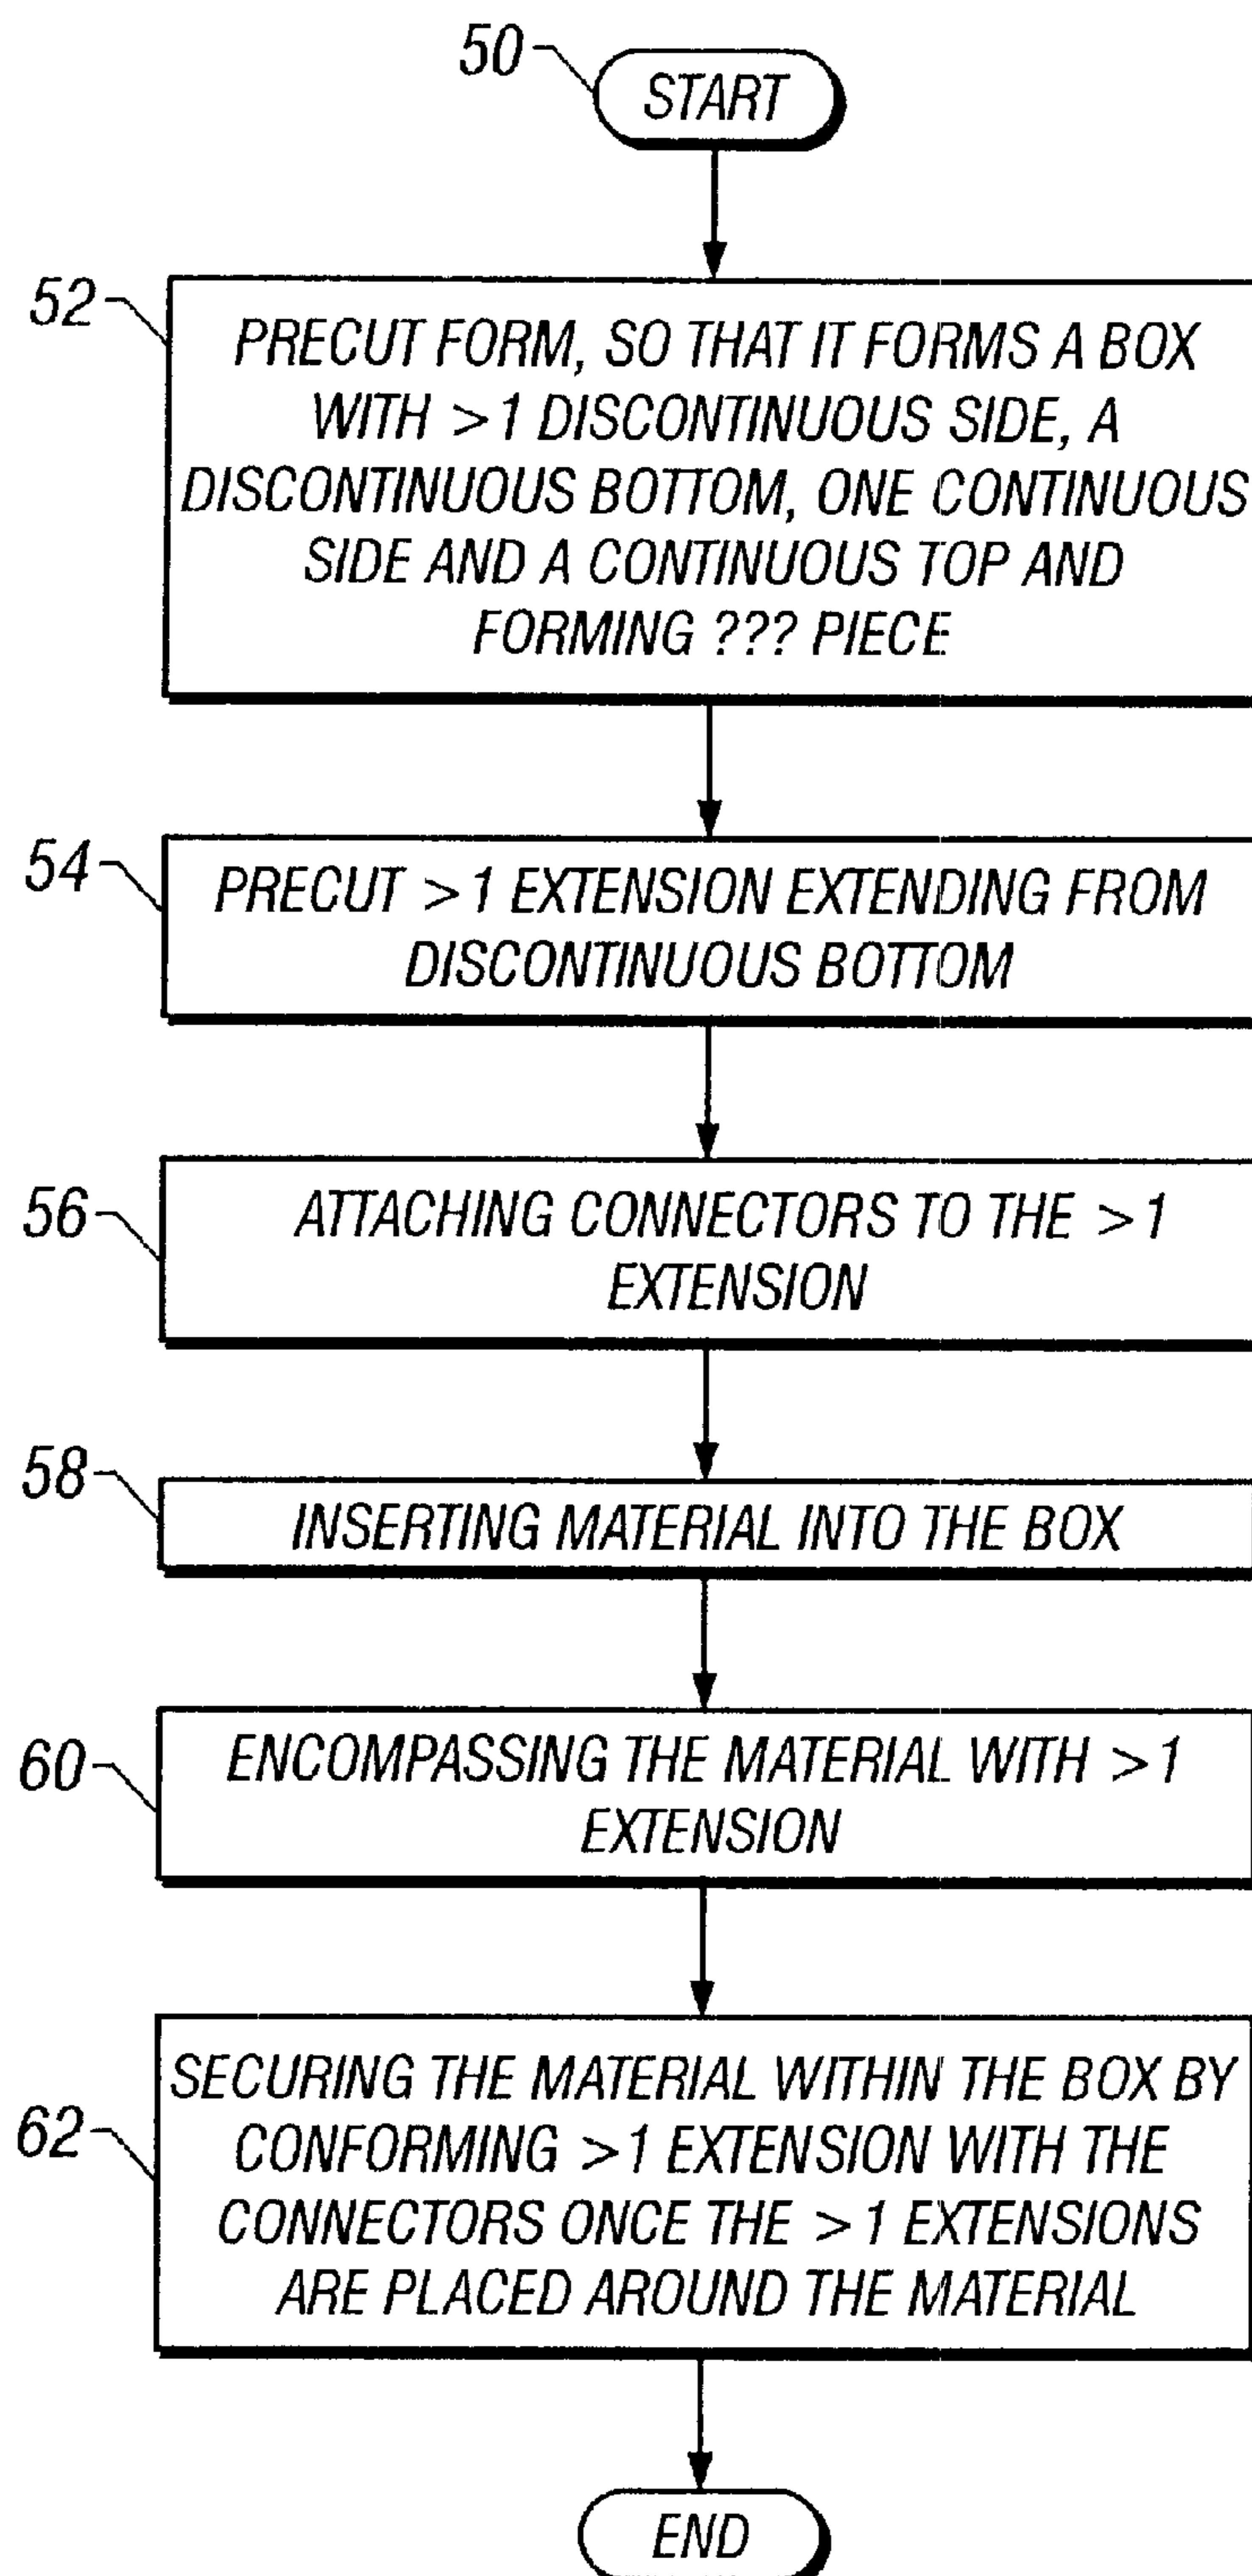 50
START
52
PRECUT FORM, SO THAT IT FORMS A BOX
WITH >1 DISCONTINUOUS SIDE, A
DISCONTINUOUS BOTTOM, ONE CONTINUOUS
SIDE AND A CONTINUOUS TOP AND
FORMING ??? PIECE
54
PRECUT >1 EXTENSION EXTENDING FROM
DISCONTINUOUS BOTTOM
56
ATTACHING CONNECTORS TO THE >1
EXTENSION
58
INSERTING MATERIAL INTO THE BOX
60
ENCOMPASSING THE MATERIAL WITH >1
EXTENSION
62
SECURING THE MATERIAL WITHIN THE BOX BY
CONFORMING >1 EXTENSION WITH THE
CONNECTORS ONCE THE >1 EXTENSIONS
ARE PLACED AROUND THE MATERIAL
END